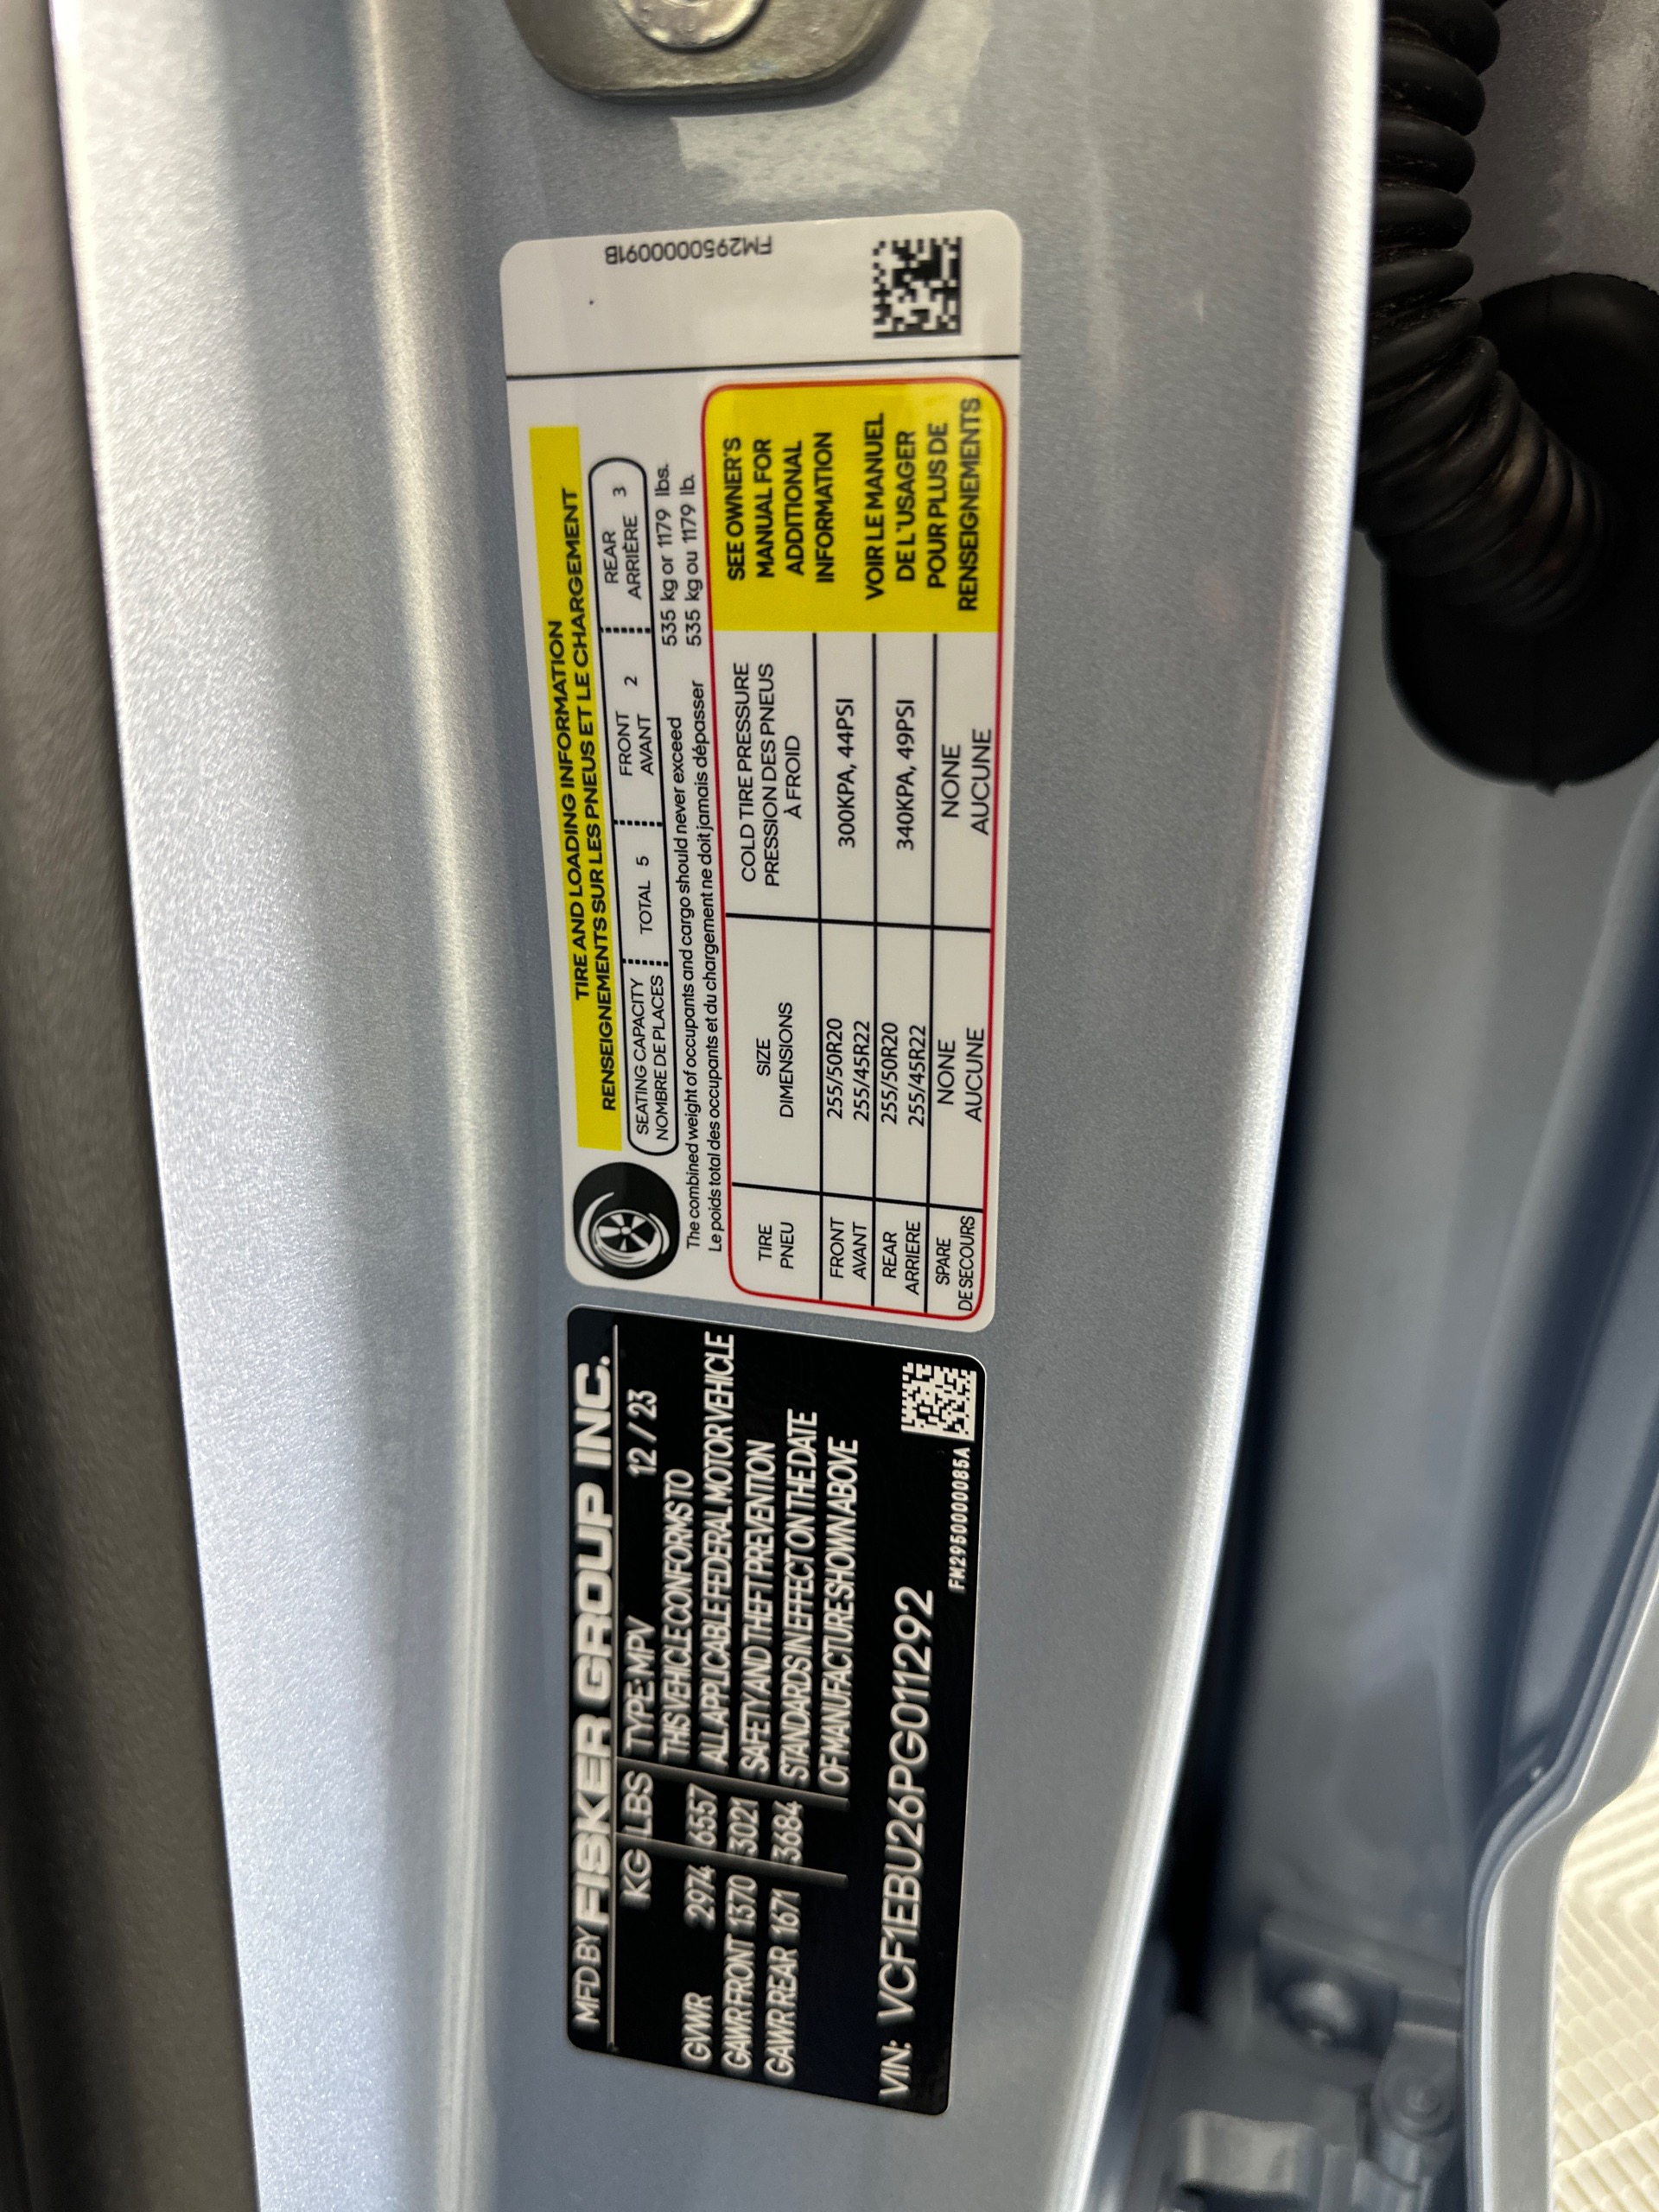 MFD BY FISKER GROUP INC.
KG LBS TYPE:MPV 12 / 23
GVWR 2974 6557
GAWR FRONT 1370 3021
GAWR REAR 1671 3684
THIS VEHICLE CONFORMS TO
ALL APPLICABLE FEDERAL MOTOR VEHICLE
SAFETY AND THEFT PREVENTION
STANDARDS IN EFFECT ON THE DATE
OF MANUFACTURE SHOWN ABOVE
VIN: VCF1EBU26PG011292
FM295000000085A
TIRE AND LOADING INFORMATION
RENSEIGNEMENTS SUR LES PNEUS ET LE CHARGEMENT
SEATING CAPACITY
NOMBRE DE PLACES
TOTAL 5
FRONT
AVANT 2
REAR
ARRIÈRE 3
The combined weight of occupants and cargo should never exceed 535 kg or 1179 lbs.
Le poids total des occupants et du chargement ne doit jamais dépasser 535 kg ou 1179 lb.
TIRE
PNEU
SIZE
DIMENSIONS
COLD TIRE PRESSURE
PRESSION DES PNEUS
À FROID
FRONT
AVANT
255/50R20
255/45R22
300KPA, 44PSI
REAR
ARRIERE
255/50R20
255/45R22
340KPA, 49PSI
SPARE
DE SECOURS
NONE
AUCUNE
NONE
AUCUNE
SEE OWNER'S
MANUAL FOR
ADDITIONAL
INFORMATION
VOIR LE MANUEL
DE L'USAGER
POUR PLUS DE
RENSEIGNEMENTS
FM295000000091B